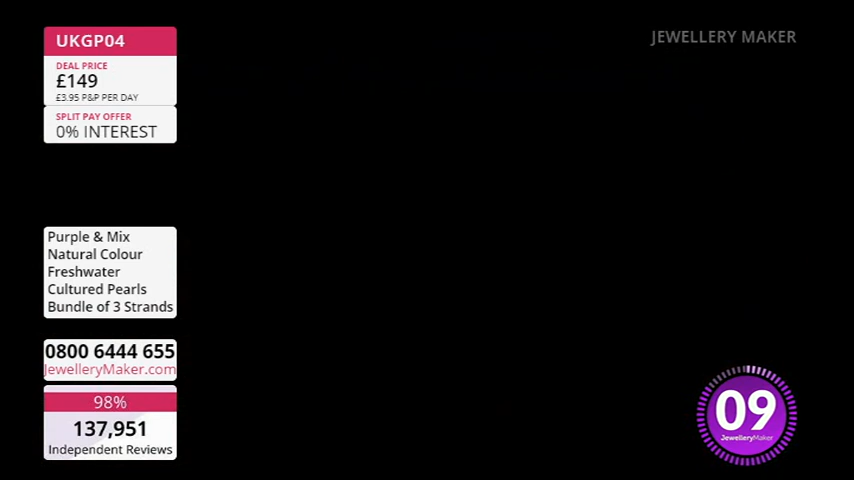 UKGP04
DEAL PRICE
£149
£3.95 P&P PER DAY
SPLIT PAY OFFER
0% INTEREST
JEWELLERY MAKER
Purple & Mix
Natural Colour
Freshwater
Cultured Pearls
Bundle of 3 Strands
0800 6444 655
JewelleryMaker.com
98%
137,951
Independent Reviews
09
JewelleryMaker